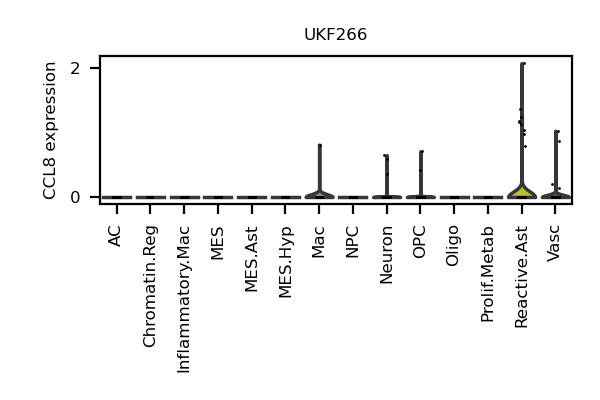 UKF266
CCL8 expression
2
0
AC
Chromatin.Reg
Inflammatory.Mac
MES
MES.Ast
MES.Hyp
Mac
NPC
Neuron
OPC
Oligo
Prolif.Metab
Reactive.Ast
Vasc